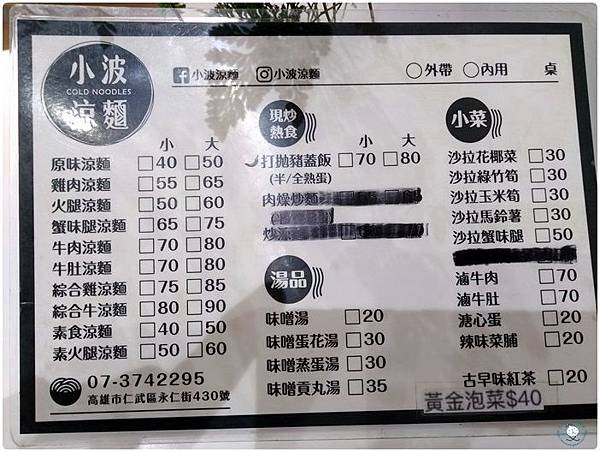 小波
COLD NOODLES
涼麵
小波涼麵 小波涼麵
○外帶 ○內用 桌
小 大
原味涼麵 □40 □50
雞肉涼麵 □55 □65
火腿涼麵 □50 □60
蟹味腿涼麵 □65 □75
牛肉涼麵 □70 □80
牛肚涼麵 □70 □80
綜合雞涼麵 □75 □85
綜合牛涼麵 □80 □90
素食涼麵 □40 □50
素火腿涼麵 □50 □60
07-3742295
高雄市仁武區永仁街430號
現炒
熱食
小 大
打拋豬蓋飯 □70 □80
(半/全熟蛋)
肉燥炒麵
湯品
味噌湯 □20
味噌蛋花湯 □30
味噌蒸蛋湯 □30
味噌貢丸湯 □35
小菜
沙拉花椰菜 □30
沙拉綠竹筍 □30
沙拉玉米筍 □30
沙拉馬鈴薯 □30
沙拉蟹味腿 □50
滷牛肉 □70
滷牛肚 □70
溏心蛋 □20
辣味菜脯 □20
古早味紅茶 □20
黃金泡菜$40